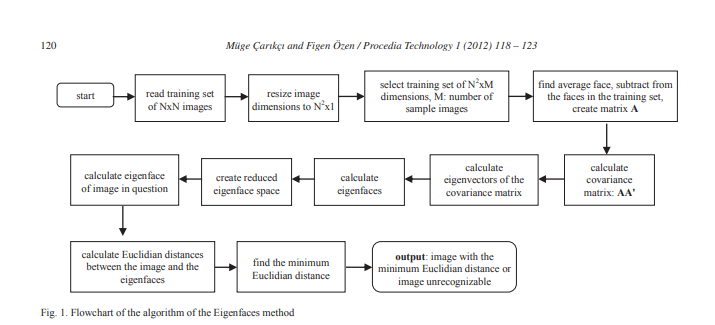 120
Müge Çarıkçı and Figen Özen / Procedia Technology 1 (2012) 118 – 123
start
read training set
of NxN images
resize image
dimensions to N²x1
select training set of N²xM
dimensions, M: number of
sample images
find average face, subtract from
the faces in the training set,
create matrix A
calculate
covariance
matrix: AA'
calculate
eigenvectors of the
covariance matrix
calculate
eigenfaces
create reduced
eigenface space
calculate eigenface
of image in question
calculate Euclidian distances
between the image and the
eigenfaces
find the minimum
Euclidian distance
output: image with the
minimum Euclidean distance or
image unrecognizable
Fig. 1. Flowchart of the algorithm of the Eigenfaces method